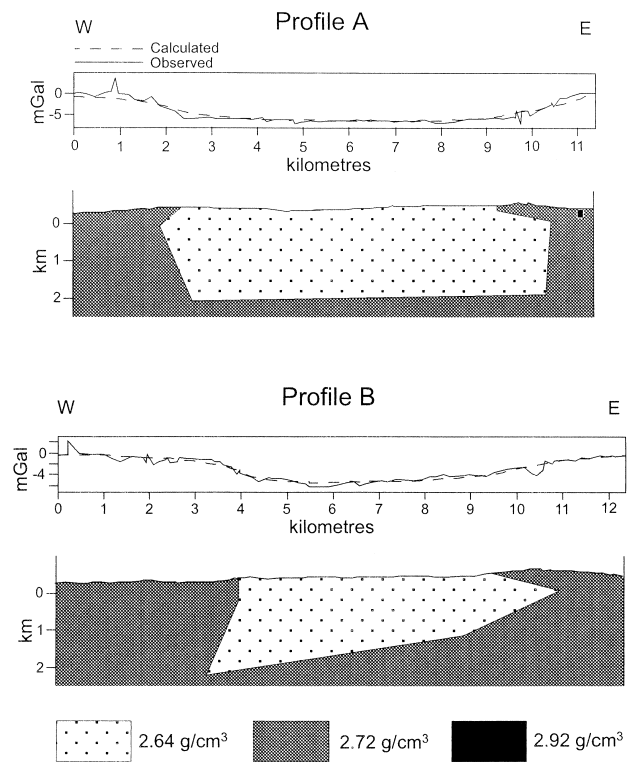 Profile A
W E
Calculated
Observed
mGal
0
-5
0 1 2 3 4 5 6 7 8 9 10 11
kilometres
km
0
1
2
Profile B
W E
mGal
0
-4
0 1 2 3 4 5 6 7 8 9 10 11 12
kilometres
km
0
1
2
2.64 g/cm³ 2.72 g/cm³ 2.92 g/cm³